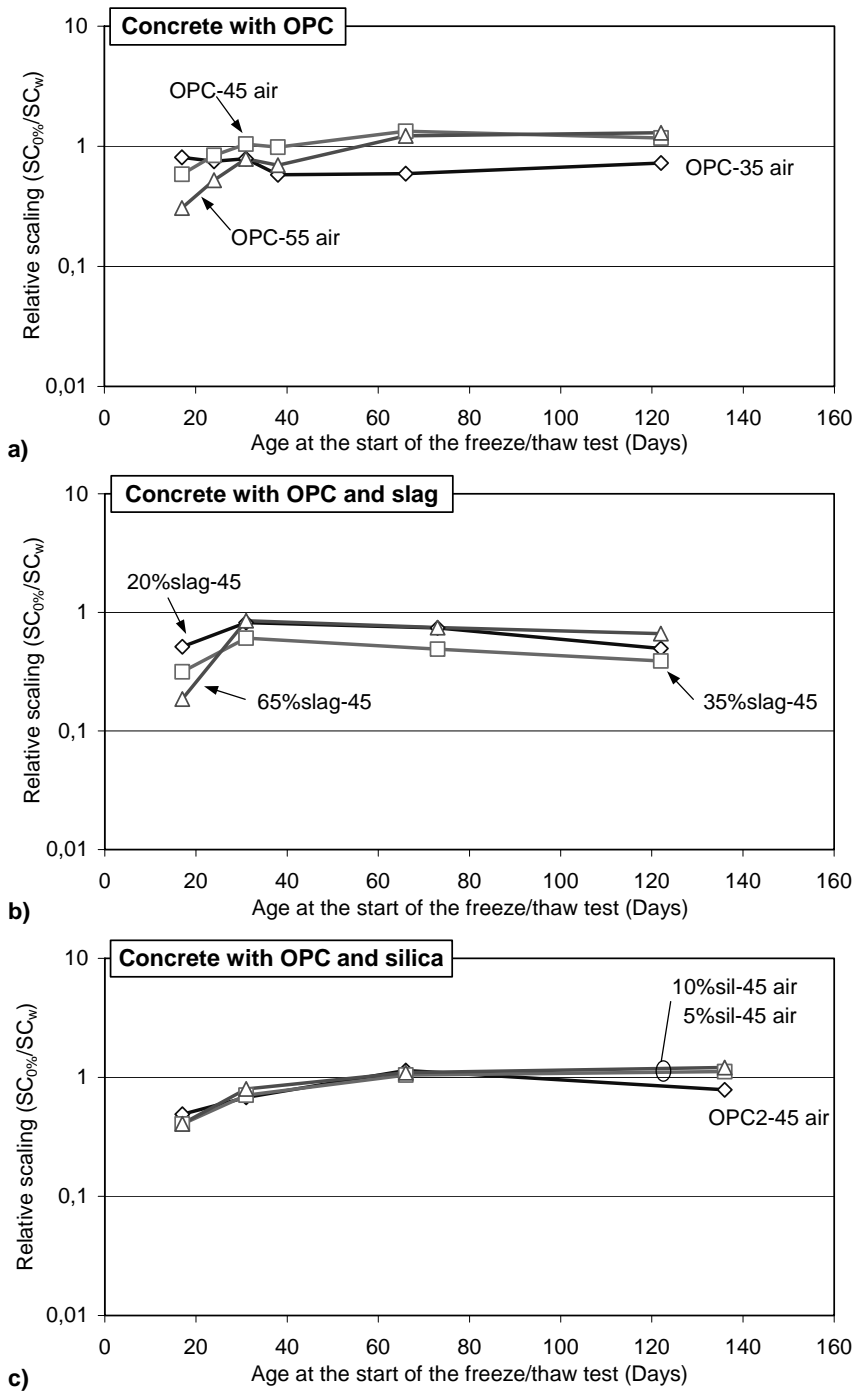 Concrete with OPC
Relative scaling (SC0%/SCw)
10
1
0,1
0,01
OPC-45 air
OPC-35 air
OPC-55 air
0 20 40 60 80 100 120 140 160
a)
Age at the start of the freeze/thaw test (Days)
Concrete with OPC and slag
Relative scaling (SC0%/SCw)
10
1
0,1
0,01
20%slag-45
65%slag-45
35%slag-45
0 20 40 60 80 100 120 140 160
b)
Age at the start of the freeze/thaw test (Days)
Concrete with OPC and silica
Relative scaling (SC0%/SCw)
10
1
0,1
0,01
10%sil-45 air
5%sil-45 air
OPC2-45 air
0 20 40 60 80 100 120 140 160
c)
Age at the start of the freeze/thaw test (Days)